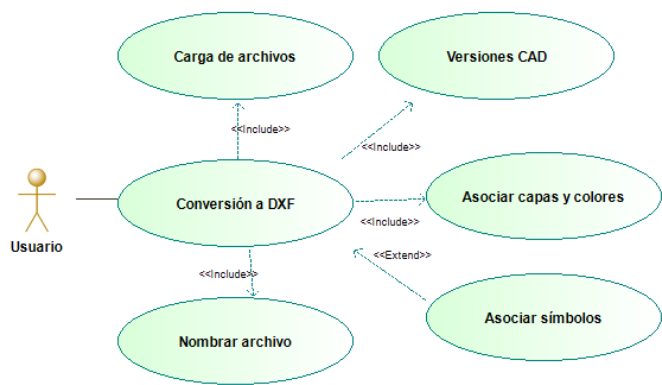 Carga de archivos
Versiones CAD
<<Include>>
<<Include>>
Usuario
Conversión a DXF
Asociar capas y colores
<<Include>>
<<Extend>>
<<Include>>
Asociar símbolos
Nombrar archivo